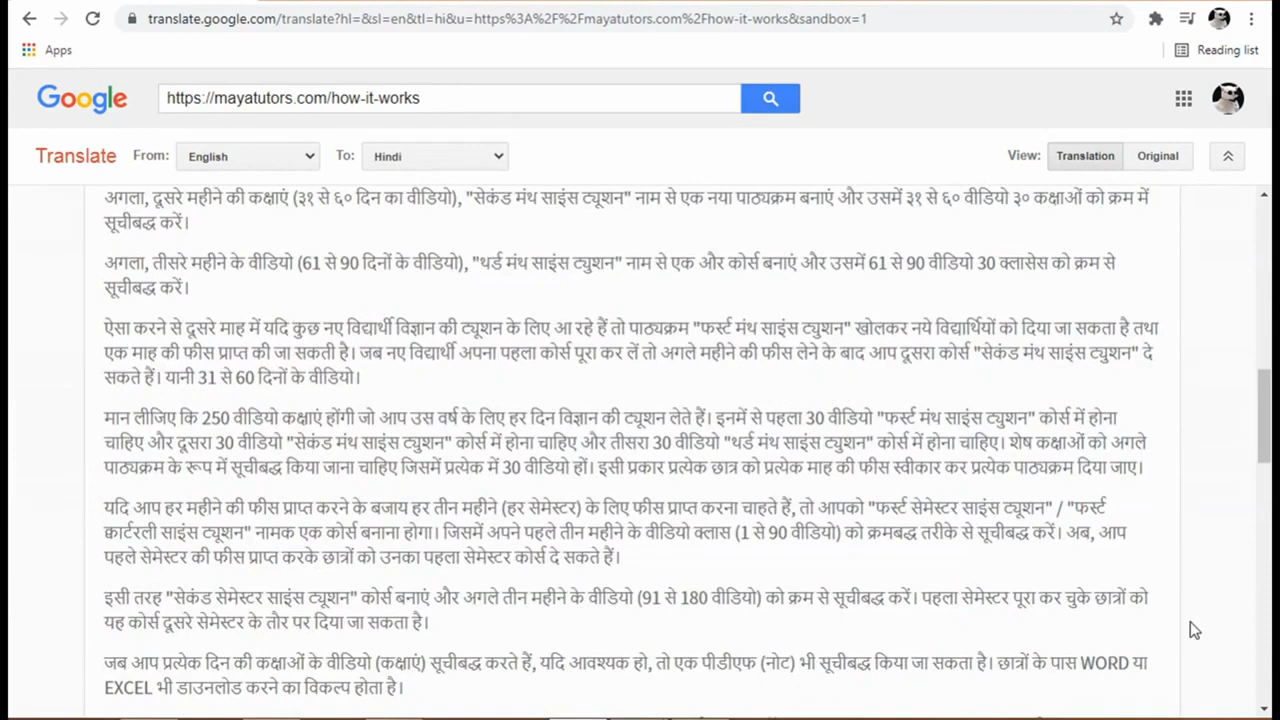 translate.google.com/translate?hl=&sl=en&tl=hi&u=https%3A%2F%2Fmayatutors.com%2Fhow-it-works&sandbox=1
Apps
Reading list
Google
https://mayatutors.com/how-it-works
Translate From: English To: Hindi View: Translation Original
अगला, दूसरे महीने की कक्षाएं (३१ से ६० दिन का वीडियो), "सेकंड मंथ साइंस ट्यूशन" नाम से एक नया पाठ्यक्रम बनाएं और उसमें ३१ से ६० वीडियो ३० कक्षाओं को क्रम में
सूचीबद्ध करें।
अगला, तीसरे महीने के वीडियो (61 से 90 दिनों के वीडियो), "थर्ड मंथ साइंस ट्युशन" नाम से एक और कोर्स बनाएं और उसमें 61 से 90 वीडियो 30 क्लासेस को क्रम से
सूचीबद्ध करें।
ऐसा करने से दूसरे माह में यदि कुछ नए विद्यार्थी विज्ञान की ट्यूशन के लिए आ रहे हैं तो पाठ्यक्रम "फर्स्ट मंथ साइंस ट्युशन" खोलकर नये विद्यार्थियों को दिया जा सकता है तथा
एक माह की फीस प्राप्त की जा सकती है। जब नए विद्यार्थी अपना पहला कोर्स पूरा कर लें तो अगले महीने की फीस लेने के बाद आप दूसरा कोर्स "सेकंड मंथ साइंस ट्युशन" दे
सकते हैं। यानी 31 से 60 दिनों के वीडियो।
मान लीजिए कि 250 वीडियो कक्षाएं होंगी जो आप उस वर्ष के लिए हर दिन विज्ञान की ट्यूशन लेते हैं। इनमें से पहला 30 वीडियो "फर्स्ट मंथ साइंस ट्युशन" कोर्स में होना
चाहिए और दूसरा 30 वीडियो "सेकंड मंथ साइंस ट्युशन" कोर्स में होना चाहिए और तीसरा 30 वीडियो "थर्ड मंथ साइंस ट्युशन" कोर्स में होना चाहिए। शेष कक्षाओं को अगले
पाठ्यक्रम के रूप में सूचीबद्ध किया जाना चाहिए जिसमें प्रत्येक में 30 वीडियो हों। इसी प्रकार प्रत्येक छात्र को प्रत्येक माह की फीस स्वीकार कर प्रत्येक पाठ्यक्रम दिया जाए।
यदि आप हर महीने की फीस प्राप्त करने के बजाय हर तीन महीने (हर सेमेस्टर) के लिए फीस प्राप्त करना चाहते हैं, तो आपको "फर्स्ट सेमेस्टर साइंस ट्यूशन" / "फर्स्ट
क्वार्टरली साइंस ट्यूशन" नामक एक कोर्स बनाना होगा। जिसमें अपने पहले तीन महीने के वीडियो क्लास (1 से 90 वीडियो) को क्रमबद्ध तरीके से सूचीबद्ध करें। अब, आप
पहले सेमेस्टर की फीस प्राप्त करके छात्रों को उनका पहला सेमेस्टर कोर्स दे सकते हैं।
इसी तरह "सेकंड सेमेस्टर साइंस ट्यूशन" कोर्स बनाएं और अगले तीन महीने के वीडियो (91 से 180 वीडियो) को क्रम से सूचीबद्ध करें। पहला सेमेस्टर पूरा कर चुके छात्रों को
यह कोर्स दूसरे सेमेस्टर के तौर पर दिया जा सकता है।
जब आप प्रत्येक दिन की कक्षाओं के वीडियो (कक्षाएं) सूचीबद्ध करते हैं, यदि आवश्यक हो, तो एक पीडीएफ (नोट) भी सूचीबद्ध किया जा सकता है। छात्रों के पास WORD या
EXCEL भी डाउनलोड करने का विकल्प होता है।